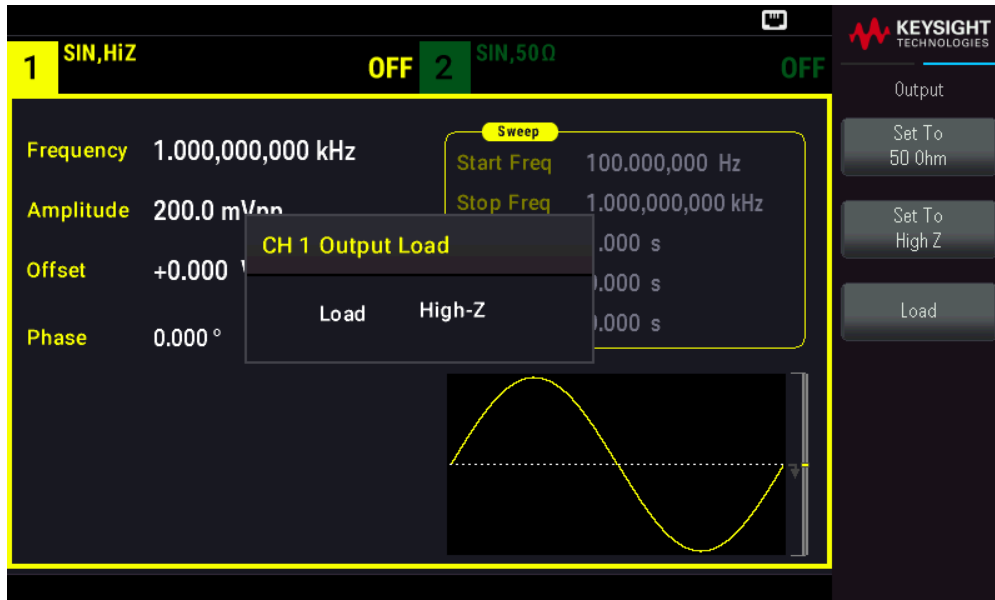 1 SIN,HiZ OFF 2 SIN,50Ω OFF
Frequency 1.000,000,000 kHz
Amplitude 200.0 mVpp
Offset +0.000
Phase 0.000 °
Sweep
Start Freq 100.000,000 Hz
Stop Freq 1.000,000,000 kHz
.000 s
.000 s
.000 s
CH 1 Output Load
Load High-Z
KEYSIGHT
TECHNOLOGIES
Output
Set To
50 Ohm
Set To
High Z
Load